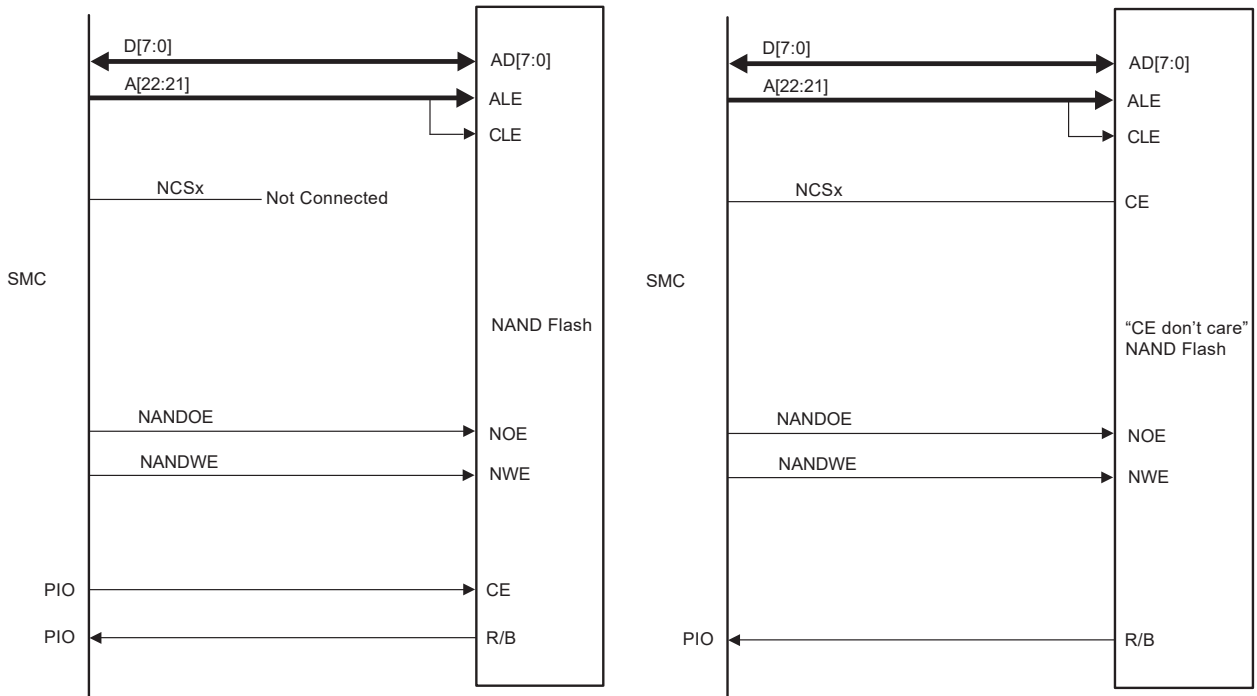 D[7:0]
AD[7:0]
A[22:21]
ALE
CLE
NCSx
Not Connected
SMC
NAND Flash
NANDOE
NOE
NANDWE
NWE
PIO
CE
PIO
R/B
D[7:0]
AD[7:0]
A[22:21]
ALE
CLE
NCSx
CE
SMC
“CE don’t care”
NAND Flash
NANDOE
NOE
NANDWE
NWE
PIO
R/B